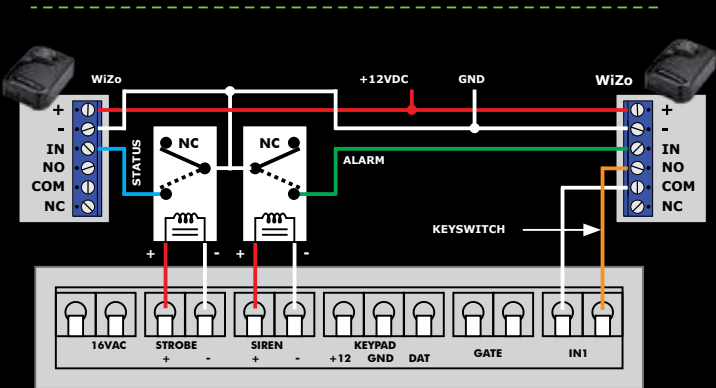 WiZo +12VDC GND WiZo
+ +
- -
IN NC NC IN
NO STATUS ALARM NO
COM COM
NC NC
KEYSWITCH
+ - + -
16VAC STROBE SIREN KEYPAD GATE IN1
+ - + - +12 GND DAT